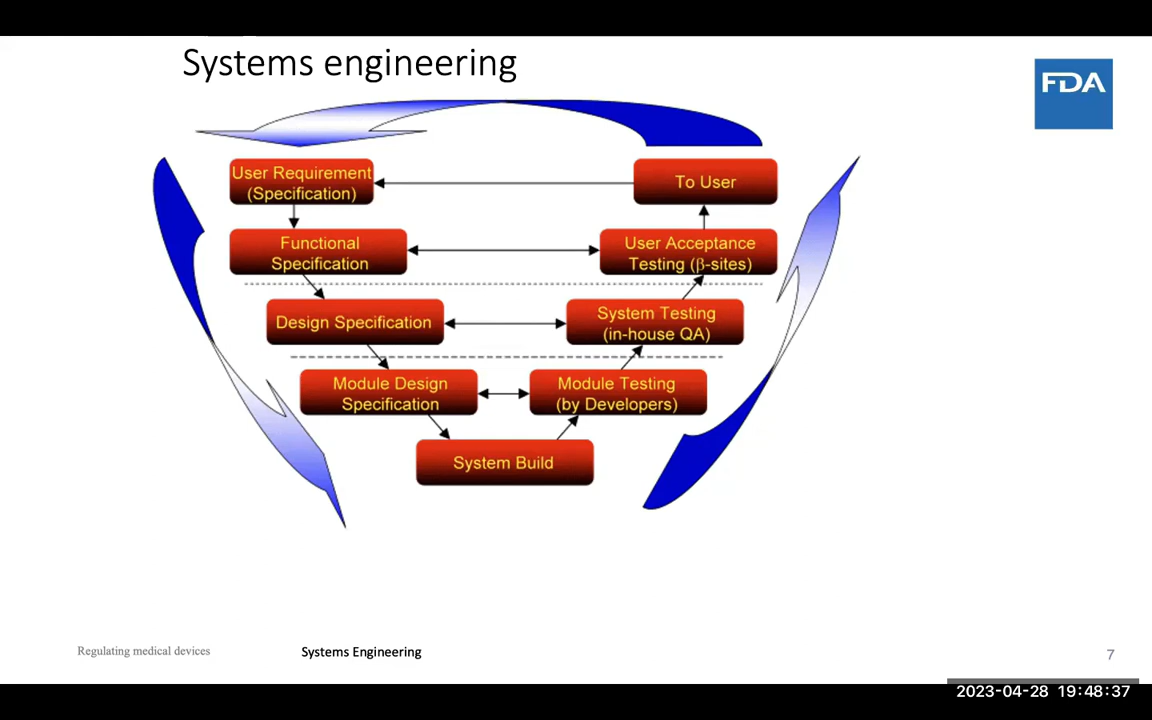 Systems engineering
FDA
User Requirement
(Specification)
To User
Functional
Specification
User Acceptance
Testing (β-sites)
Design Specification
System Testing
(in-house QA)
Module Design
Specification
Module Testing
(by Developers)
System Build
Regulating medical devices
Systems Engineering
7
2023-04-28 19:48:37